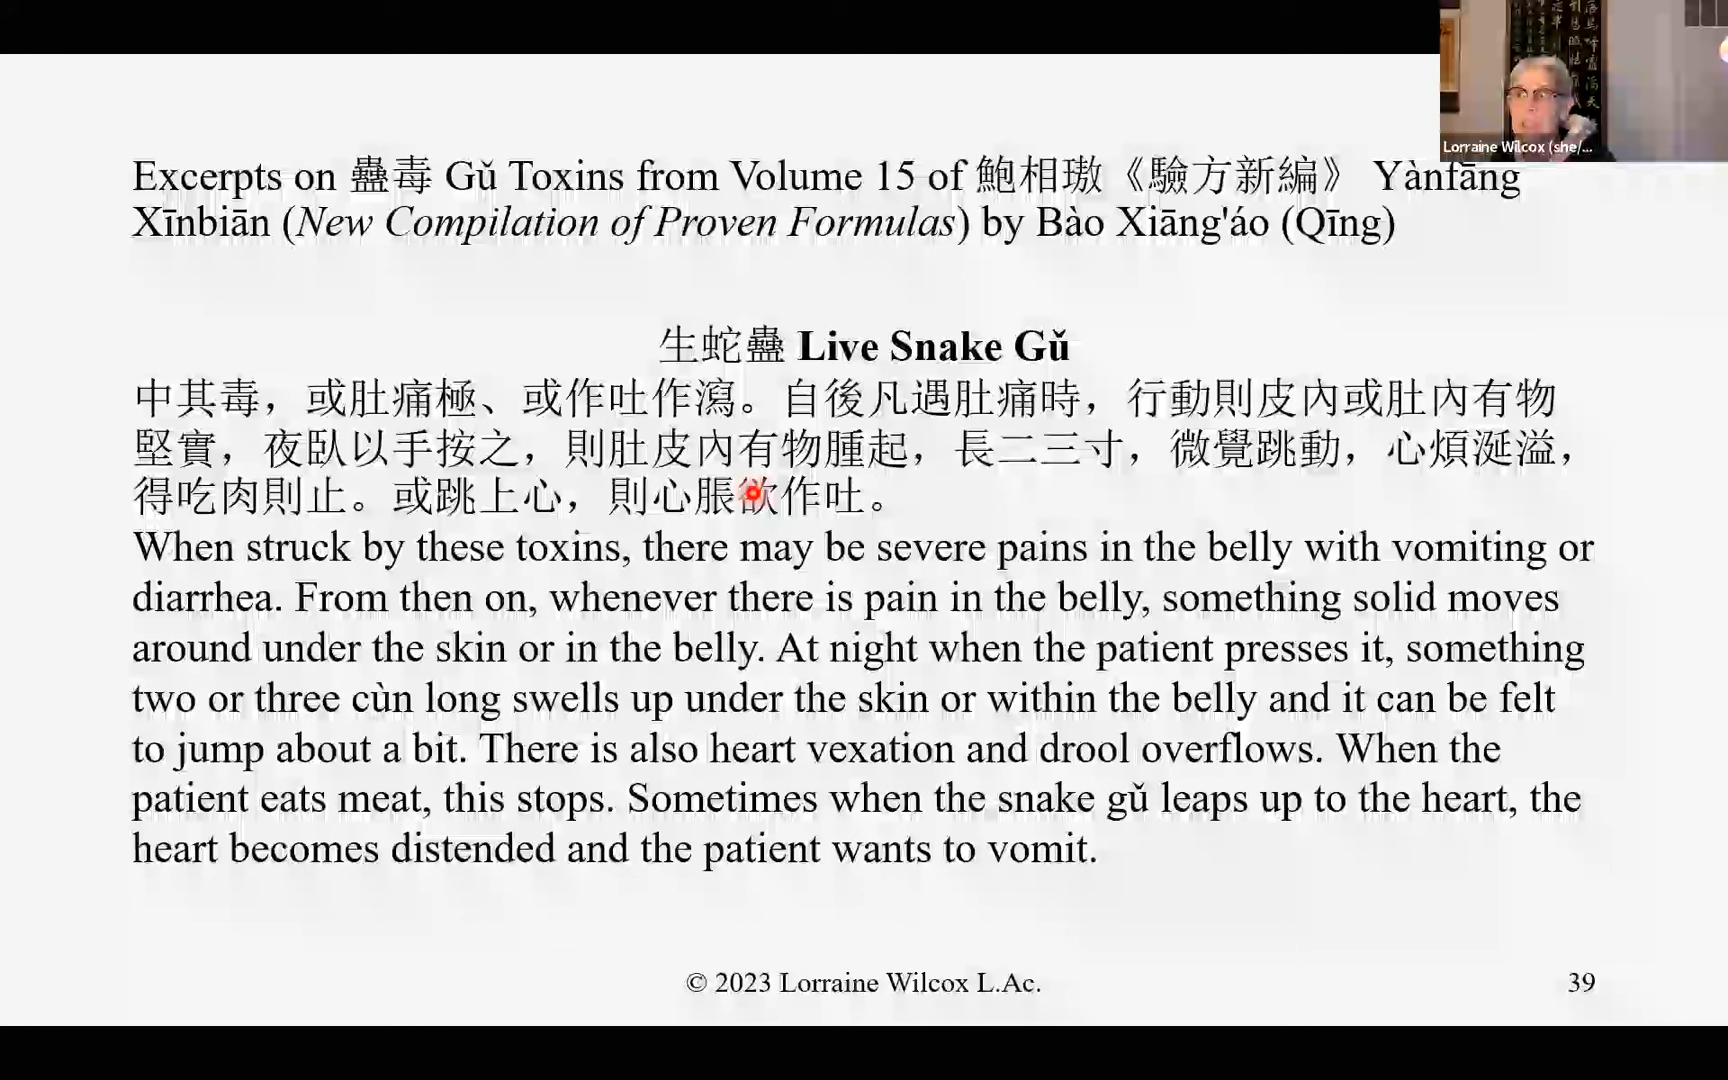 Lorraine Wilcox (she/...
Excerpts on 蠱毒 Gǔ Toxins from Volume 15 of 鮑相璈《驗方新編》 Yànfāng
Xīnbiān (New Compilation of Proven Formulas) by Bào Xiāng'áo (Qīng)
生蛇蠱 Live Snake Gǔ
中其毒，或肚痛極、或作吐作瀉。自後凡遇肚痛時，行動則皮內或肚內有物
堅實，夜臥以手按之，則肚皮內有物腫起，長二三寸，微覺跳動，心煩涎溢，
得吃肉則止。或跳上心，則心脹欲作吐。
When struck by these toxins, there may be severe pains in the belly with vomiting or
diarrhea. From then on, whenever there is pain in the belly, something solid moves
around under the skin or in the belly. At night when the patient presses it, something
two or three cùn long swells up under the skin or within the belly and it can be felt
to jump about a bit. There is also heart vexation and drool overflows. When the
patient eats meat, this stops. Sometimes when the snake gǔ leaps up to the heart, the
heart becomes distended and the patient wants to vomit.
© 2023 Lorraine Wilcox L.Ac.
39